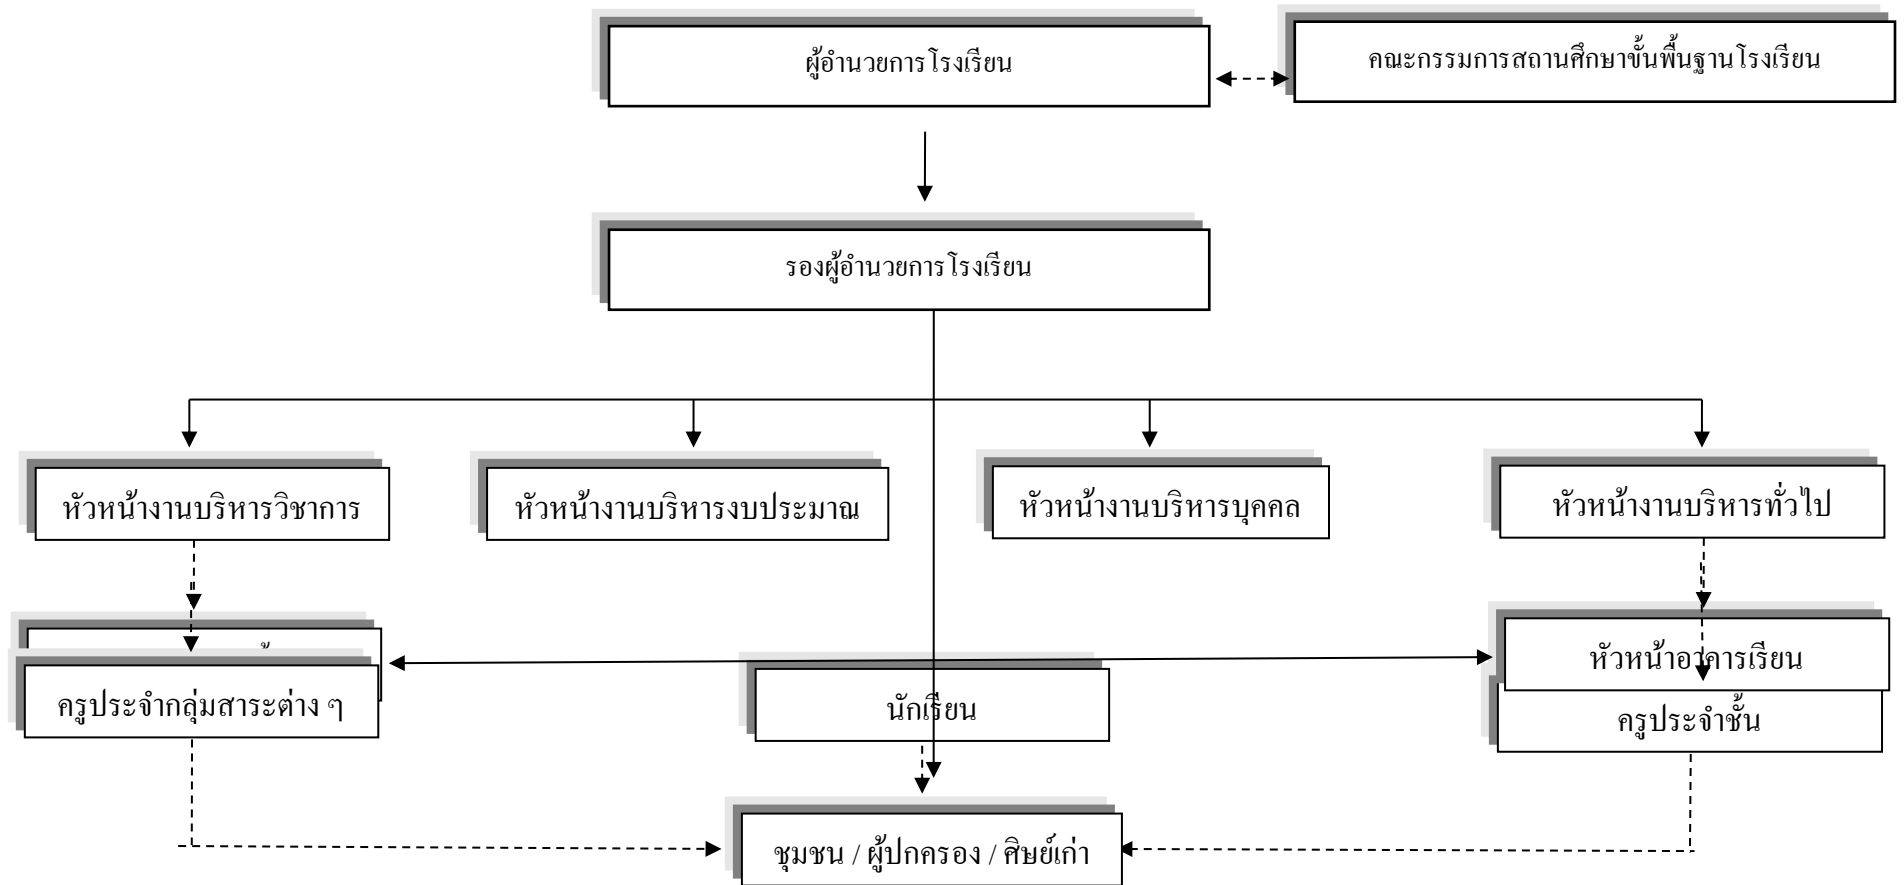 ผู้อำนวยการโรงเรียน
คณะกรรมการสถานศึกษาขั้นพื้นฐานโรงเรียน
รองผู้อำนวยการโรงเรียน
หัวหน้างานบริหารวิชาการ
หัวหน้างานบริหารงบประมาณ
หัวหน้างานบริหารบุคคล
หัวหน้างานบริหารทั่วไป
หัวหน้าอาคารเรียน
ครูประจำกลุ่มสาระต่าง ๆ
นักเรียน
ครูประจำชั้น
ชุมชน / ผู้ปกครอง / ศิษย์เก่า